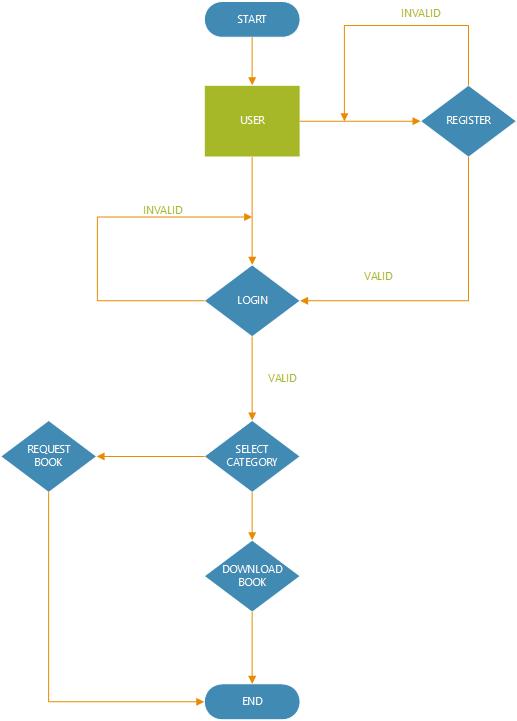 START
INVALID
USER
REGISTER
INVALID
VALID
LOGIN
VALID
REQUEST
BOOK
SELECT
CATEGORY
DOWNLOAD
BOOK
END